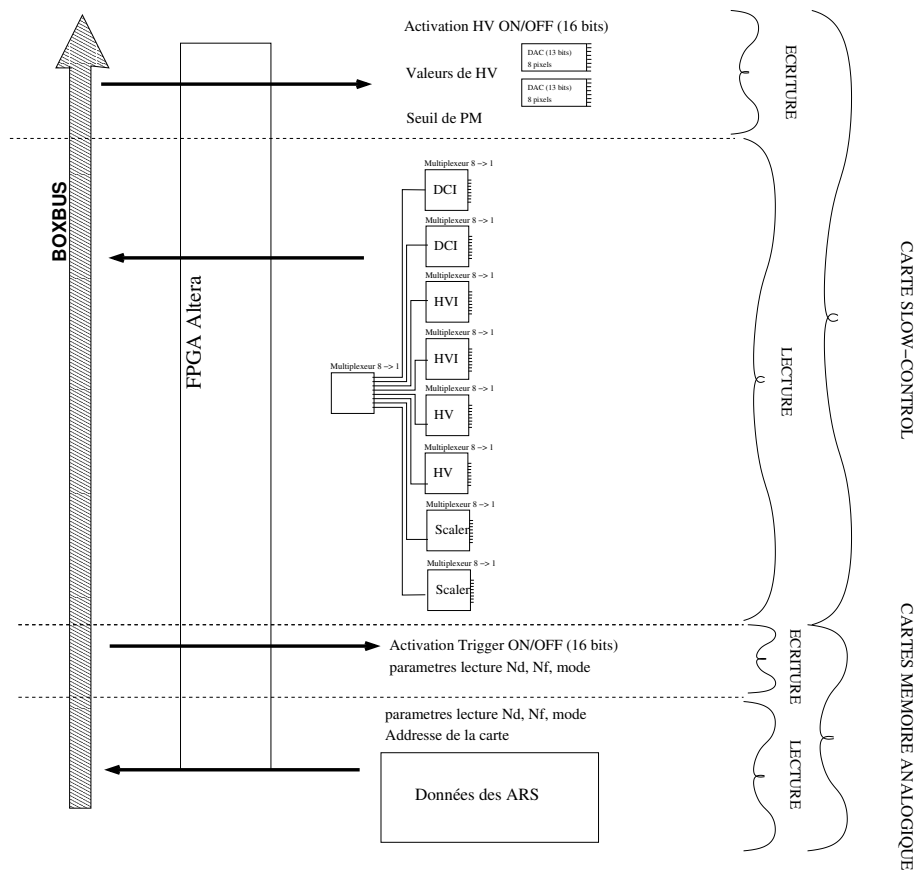 Activation HV ON/OFF (16 bits)
DAC (13 bits)
8 pixels
Valeurs de HV
DAC (13 bits)
8 pixels
Seuil de PM
ECRITURE
BOXBUS
FPGA Altera
Multiplexeur 8 −> 1
DCI
Multiplexeur 8 −> 1
DCI
Multiplexeur 8 −> 1
HVI
Multiplexeur 8 −> 1
HVI
Multiplexeur 8 −> 1
Multiplexeur 8 −> 1
HV
Multiplexeur 8 −> 1
HV
Multiplexeur 8 −> 1
Scaler
Multiplexeur 8 −> 1
Scaler
LECTURE
CARTE SLOW−CONTROL
Activation Trigger ON/OFF (16 bits)
parametres lecture Nd, Nf, mode
ECRITURE
parametres lecture Nd, Nf, mode
Addresse de la carte
Données des ARS
LECTURE
CARTES MEMOIRE ANALOGIQUE